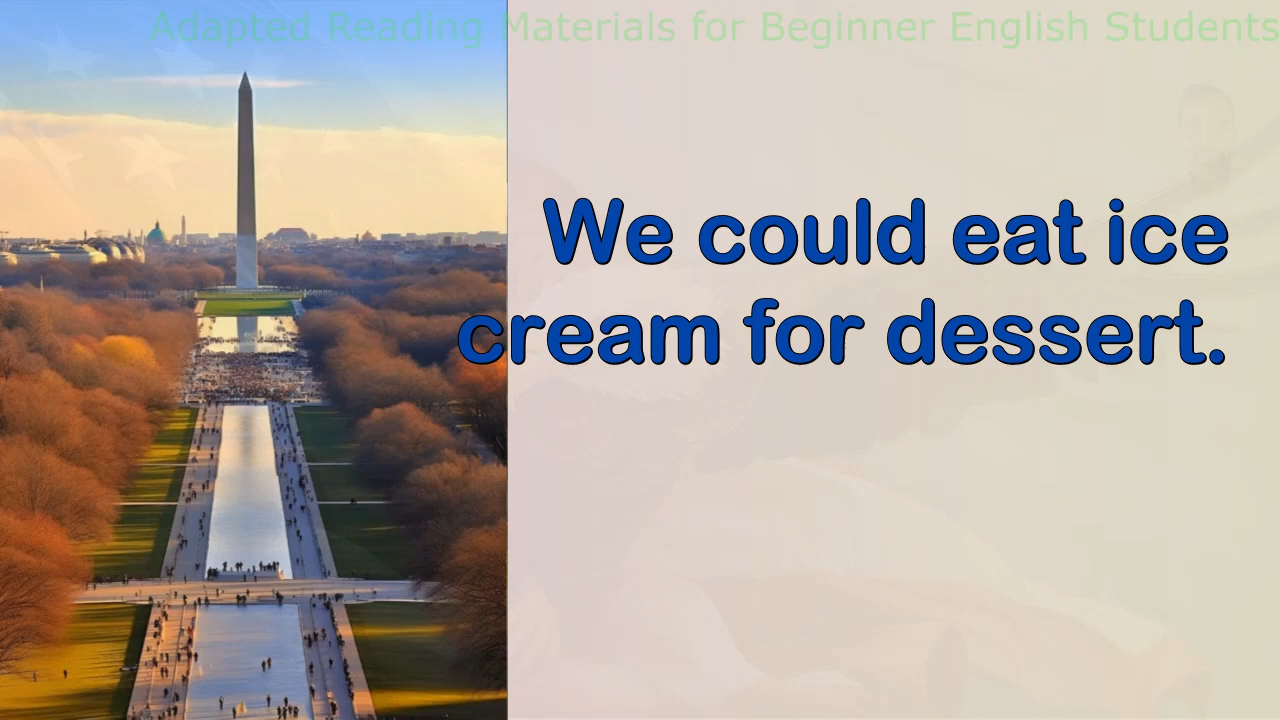 Adapted Reading Materials for Beginner English Students
We could eat ice
cream for dessert.